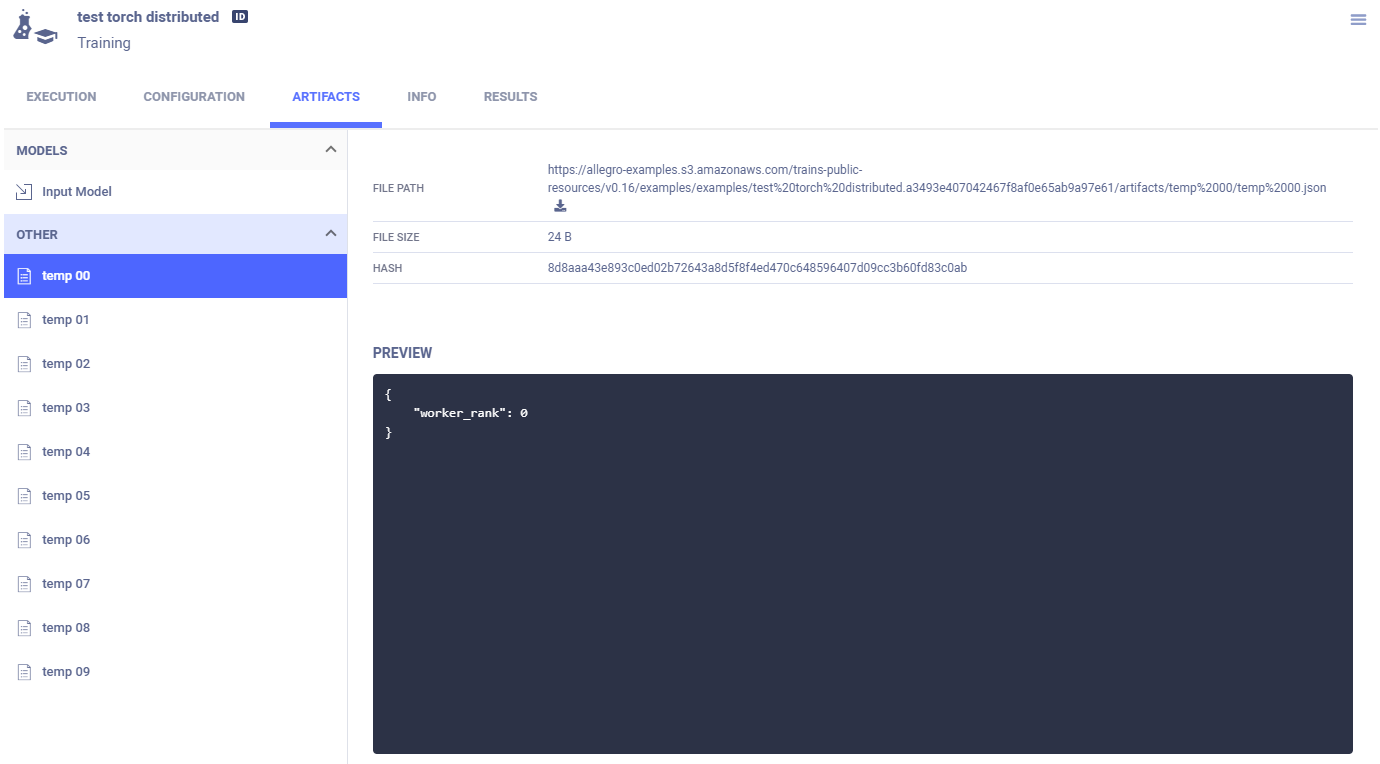 test torch distributed ID
Training
EXECUTION CONFIGURATION ARTIFACTS INFO RESULTS
MODELS
Input Model
OTHER
temp 00
temp 01
temp 02
temp 03
temp 04
temp 05
temp 06
temp 07
temp 08
temp 09
FILE PATH
https://allegro-examples.s3.amazonaws.com/trains-public-
resources/v0.16/examples/examples/test%20torch%20distributed.a3493e407042467f8af0e65ab9a97e61/artifacts/temp%2000/temp%2000.json
FILE SIZE 24 B
HASH 8d8aaa43e893c0ed02b72643a8d5f8f4ed470c648596407d09cc3b60fd83c0ab
PREVIEW
{
    "worker_rank": 0
}